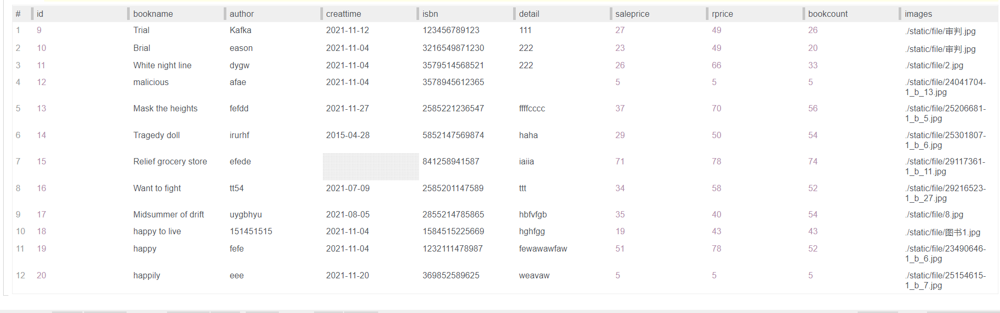 # id bookname author creattime isbn detail saleprice rprice bookcount images
1 9 Trial Kafka 2021-11-12 123456789123 111 27 49 26 ./static/file/审判.jpg
2 10 Brial eason 2021-11-04 3216549871230 222 23 49 20 ./static/file/审判.jpg
3 11 White night line dygw 2021-11-04 3579514568521 222 26 66 33 ./static/file/2.jpg
4 12 malicious afae 2021-11-04 3578945612365 5 5 5 ./static/file/24041704-
1_b_13.jpg
5 13 Mask the heights fefdd 2021-11-27 2585221236547 ffffcccc 37 70 56 ./static/file/25206681-
1_b_5.jpg
6 14 Tragedy doll irurhf 2015-04-28 5852147569874 haha 29 50 54 ./static/file/25301807-
1_b_6.jpg
7 15 Relief grocery store efede 841258941587 iaiia 71 78 74 ./static/file/29117361-
1_b_11.jpg
8 16 Want to fight tt54 2021-07-09 2585201147589 ttt 34 58 52 ./static/file/29216523-
1_b_27.jpg
9 17 Midsummer of drift uygbhyu 2021-08-05 2855214785865 hbfvfgb 35 40 54 ./static/file/8.jpg
10 18 happy to live 151451515 2021-11-04 1584515225669 hghfgg 19 43 43 ./static/file/图书1.jpg
11 19 happy fefe 2021-11-04 1232111478987 fewawawfaw 51 78 52 ./static/file/23490646-
1_b_6.jpg
12 20 happily eee 2021-11-20 369852589625 weavaw 5 5 5 ./static/file/25154615-
1_b_7.jpg